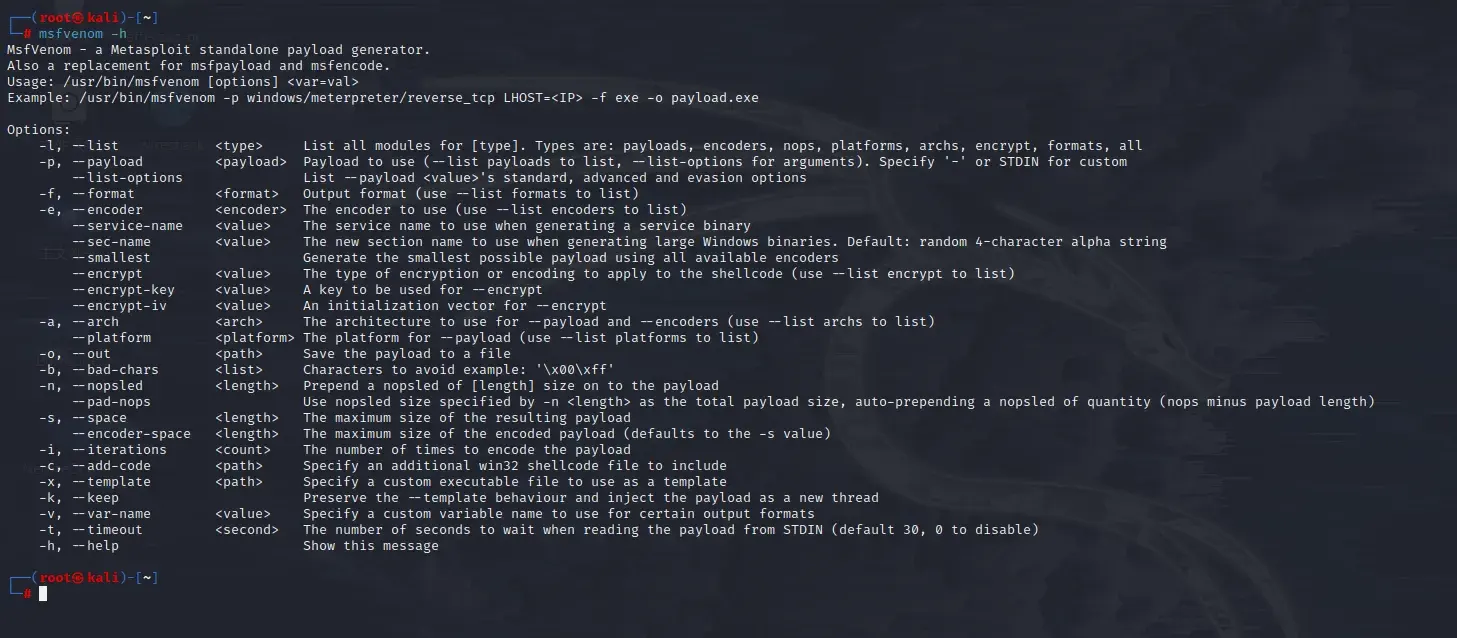 ┌──(root㉿kali)-[~]
└─# msfvenom -h
MsfVenom - a Metasploit standalone payload generator.
Also a replacement for msfpayload and msfencode.
Usage: /usr/bin/msfvenom [options] <var=val>
Example: /usr/bin/msfvenom -p windows/meterpreter/reverse_tcp LHOST=<IP> -f exe -o payload.exe

Options:
    -l, --list            <type>     List all modules for [type]. Types are: payloads, encoders, nops, platforms, archs, encrypt, formats, all
    -p, --payload         <payload>  Payload to use (--list payloads to list, --list-options for arguments). Specify '-' or STDIN for custom
        --list-options               List --payload <value>'s standard, advanced and evasion options
    -f, --format          <format>   Output format (use --list formats to list)
    -e, --encoder         <encoder>  The encoder to use (use --list encoders to list)
        --service-name    <value>    The service name to use when generating a service binary
        --sec-name        <value>    The new section name to use when generating large Windows binaries. Default: random 4-character alpha string
        --smallest                   Generate the smallest possible payload using all available encoders
        --encrypt         <value>    The type of encryption or encoding to apply to the shellcode (use --list encrypt to list)
        --encrypt-key     <value>    A key to be used for --encrypt
        --encrypt-iv      <value>    An initialization vector for --encrypt
    -a, --arch            <arch>     The architecture to use for --payload and --encoders (use --list archs to list)
        --platform        <platform> The platform for --payload (use --list platforms to list)
    -o, --out             <path>     Save the payload to a file
    -b, --bad-chars       <list>     Characters to avoid example: '\x00\xff'
    -n, --nopsled         <length>   Prepend a nopsled of [length] size on to the payload
        --pad-nops                   Use nopsled size specified by -n <length> as the total payload size, auto-prepending a nopsled of quantity (nops minus payload length)
    -s, --space           <length>   The maximum size of the resulting payload
        --encoder-space   <length>   The maximum size of the encoded payload (defaults to the -s value)
    -i, --iterations      <count>    The number of times to encode the payload
    -c, --add-code        <path>     Specify an additional win32 shellcode file to include
    -x, --template        <path>     Specify a custom executable file to use as a template
    -k, --keep                       Preserve the --template behaviour and inject the payload as a new thread
    -v, --var-name        <value>    Specify a custom variable name to use for certain output formats
    -t, --timeout         <second>   The number of seconds to wait when reading the payload from STDIN (default 30, 0 to disable)
    -h, --help                       Show this message

┌──(root㉿kali)-[~]
└─#